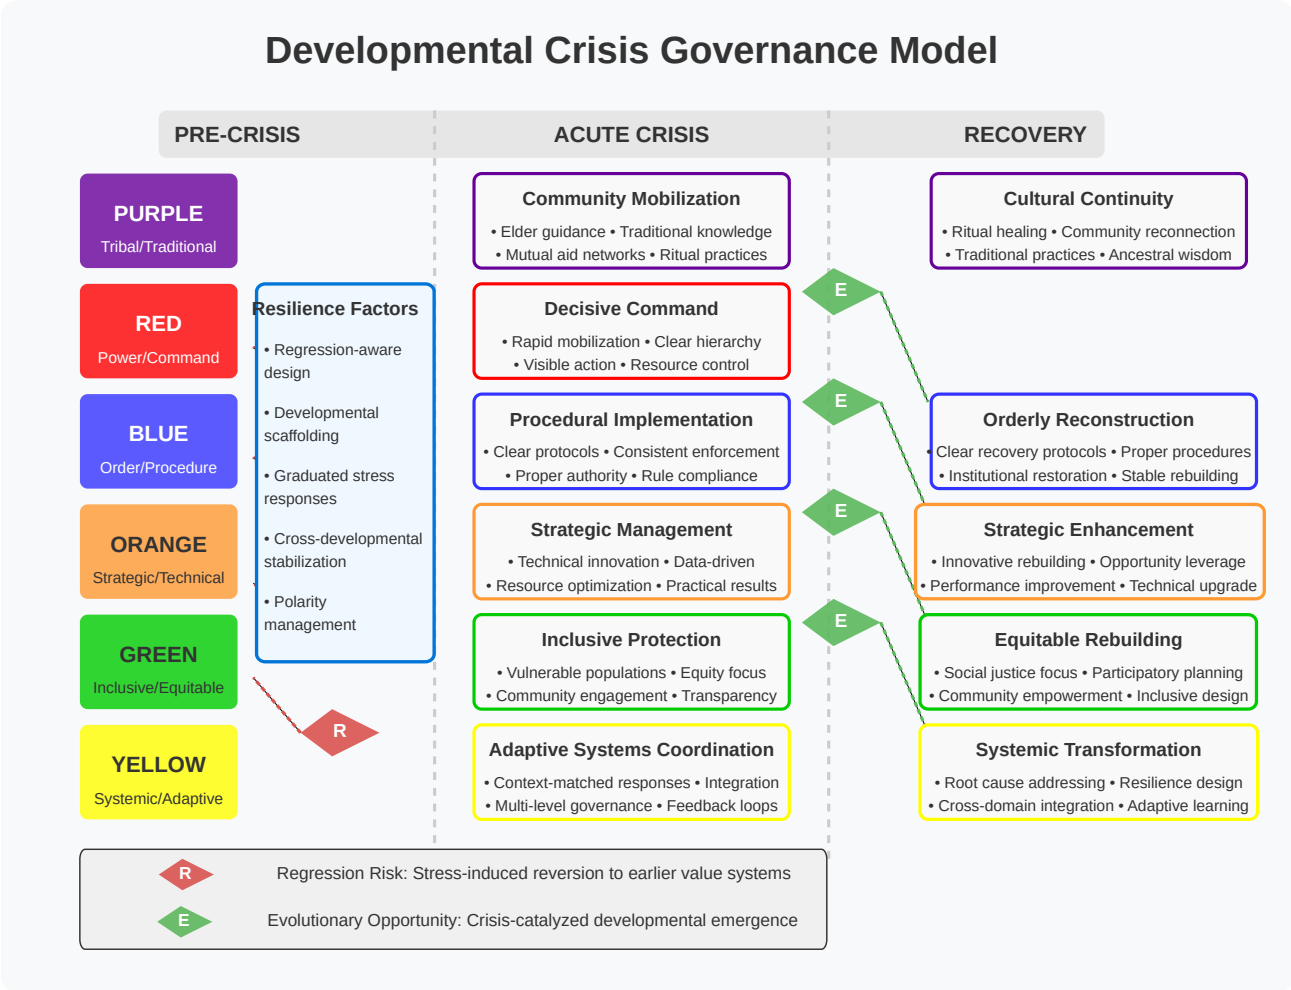 Developmental Crisis Governance Model
PRE-CRISIS
ACUTE CRISIS
RECOVERY
PURPLE
Tribal/Traditional
Community Mobilization
• Elder guidance • Traditional knowledge
• Mutual aid networks • Ritual practices
Cultural Continuity
• Ritual healing • Community reconnection
• Traditional practices • Ancestral wisdom
RED
Power/Command
Resilience Factors
• Regression-aware
design
• Developmental
scaffolding
• Graduated stress
responses
• Cross-developmental
stabilization
• Polarity
management
Decisive Command
• Rapid mobilization • Clear hierarchy
• Visible action • Resource control
E
BLUE
Order/Procedure
Procedural Implementation
• Clear protocols • Consistent enforcement
• Proper authority • Rule compliance
E
Orderly Reconstruction
• Clear recovery protocols • Proper procedures
• Institutional restoration • Stable rebuilding
ORANGE
Strategic/Technical
Strategic Management
• Technical innovation • Data-driven
• Resource optimization • Practical results
E
Strategic Enhancement
• Innovative rebuilding • Opportunity leverage
• Performance improvement • Technical upgrade
GREEN
Inclusive/Equitable
Inclusive Protection
• Vulnerable populations • Equity focus
• Community engagement • Transparency
E
Equitable Rebuilding
• Social justice focus • Participatory planning
• Community empowerment • Inclusive design
R
YELLOW
Systemic/Adaptive
Adaptive Systems Coordination
• Context-matched responses • Integration
• Multi-level governance • Feedback loops
Systemic Transformation
• Root cause addressing • Resilience design
• Cross-domain integration • Adaptive learning
R
Regression Risk: Stress-induced reversion to earlier value systems
E
Evolutionary Opportunity: Crisis-catalyzed developmental emergence